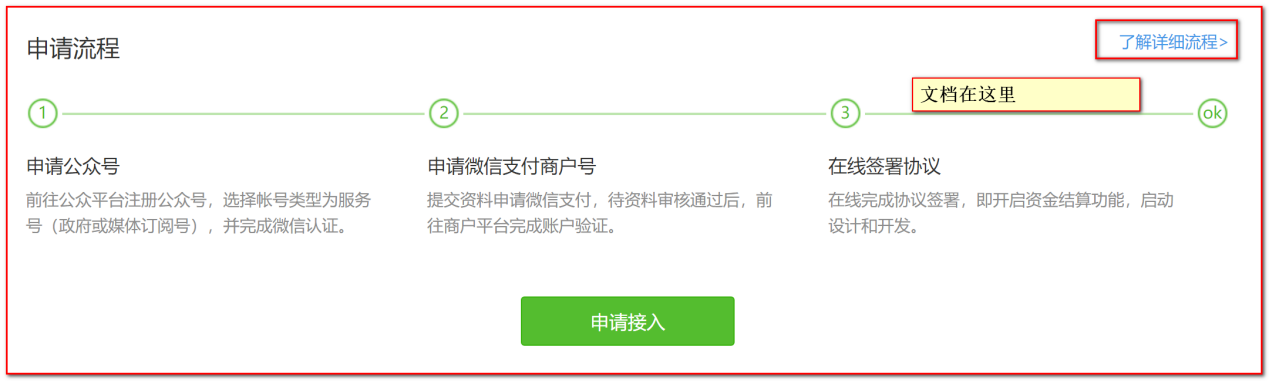 申请流程
了解详细流程>
文档在这里
1
2
3
ok
申请公众号
前往公众平台注册公众号，选择帐号类型为服务
号（政府或媒体订阅号），并完成微信认证。
申请微信支付商户号
提交资料申请微信支付，待资料审核通过后，前
往商户平台完成账户验证。
在线签署协议
在线完成协议签署，即开启资金结算功能，启动
设计和开发。
申请接入